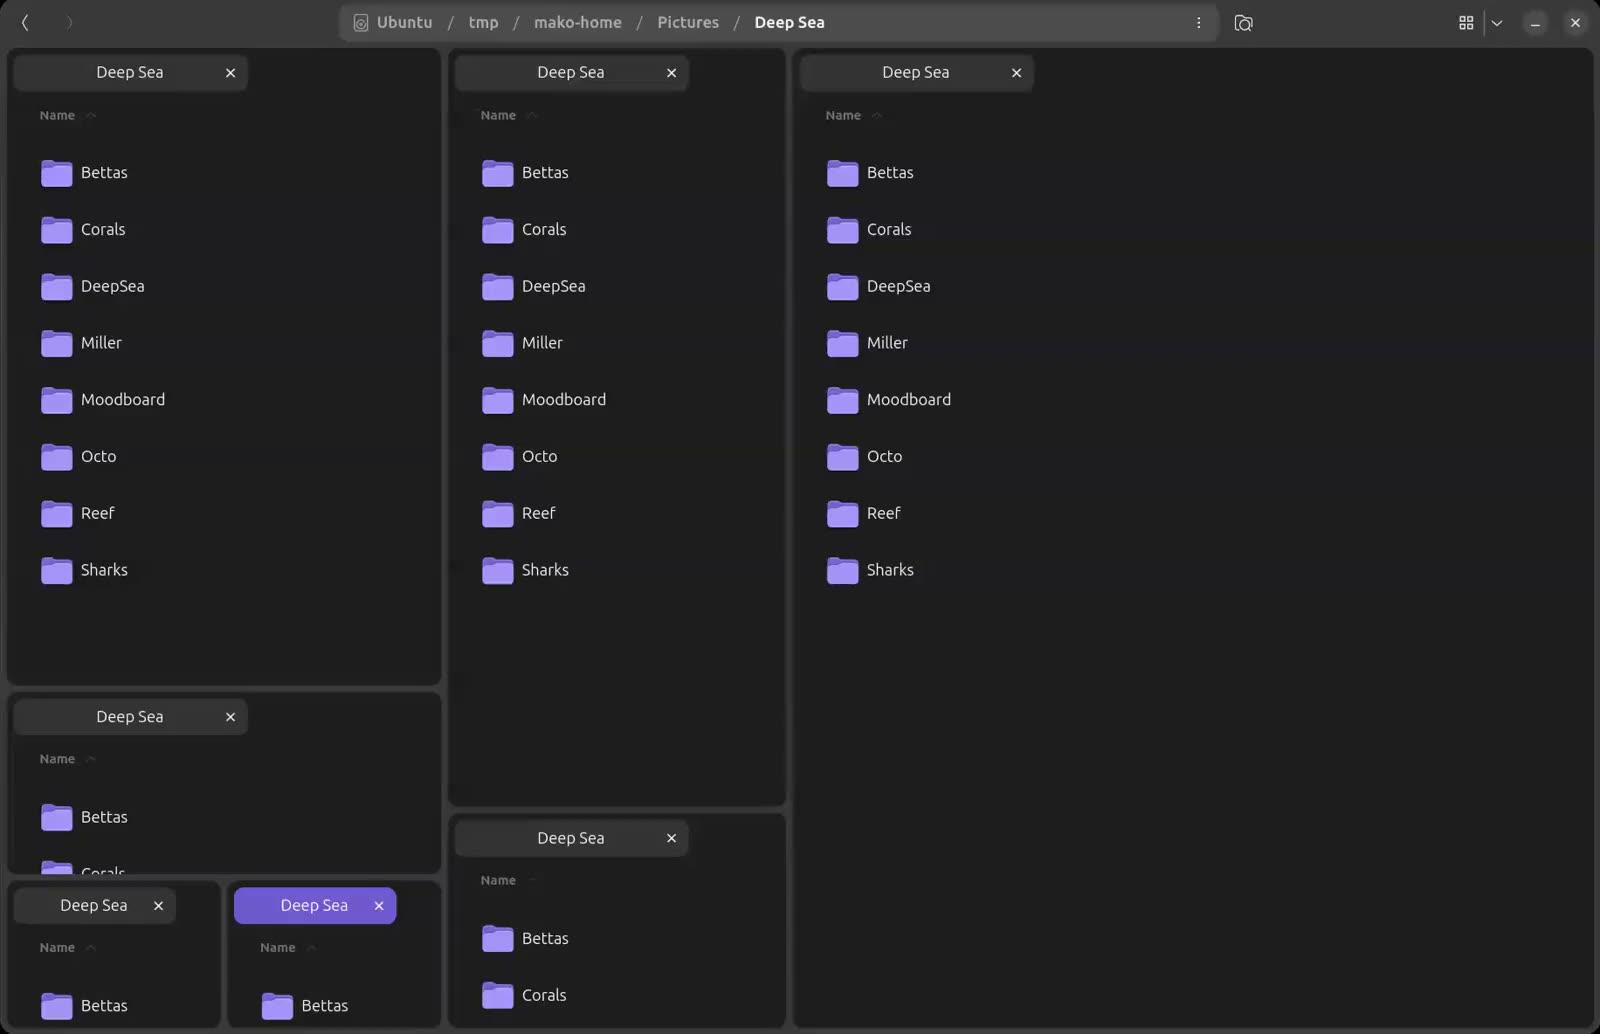 Ubuntu / tmp / mako-home / Pictures / Deep Sea
Deep Sea
Name
Bettas
Corals
DeepSea
Miller
Moodboard
Octo
Reef
Sharks
Deep Sea
Name
Bettas
Corals
Deep Sea
Name
Bettas
Deep Sea
Name
Bettas
Deep Sea
Name
Bettas
Corals
DeepSea
Miller
Moodboard
Octo
Reef
Sharks
Deep Sea
Name
Bettas
Corals
Deep Sea
Name
Bettas
Corals
DeepSea
Miller
Moodboard
Octo
Reef
Sharks